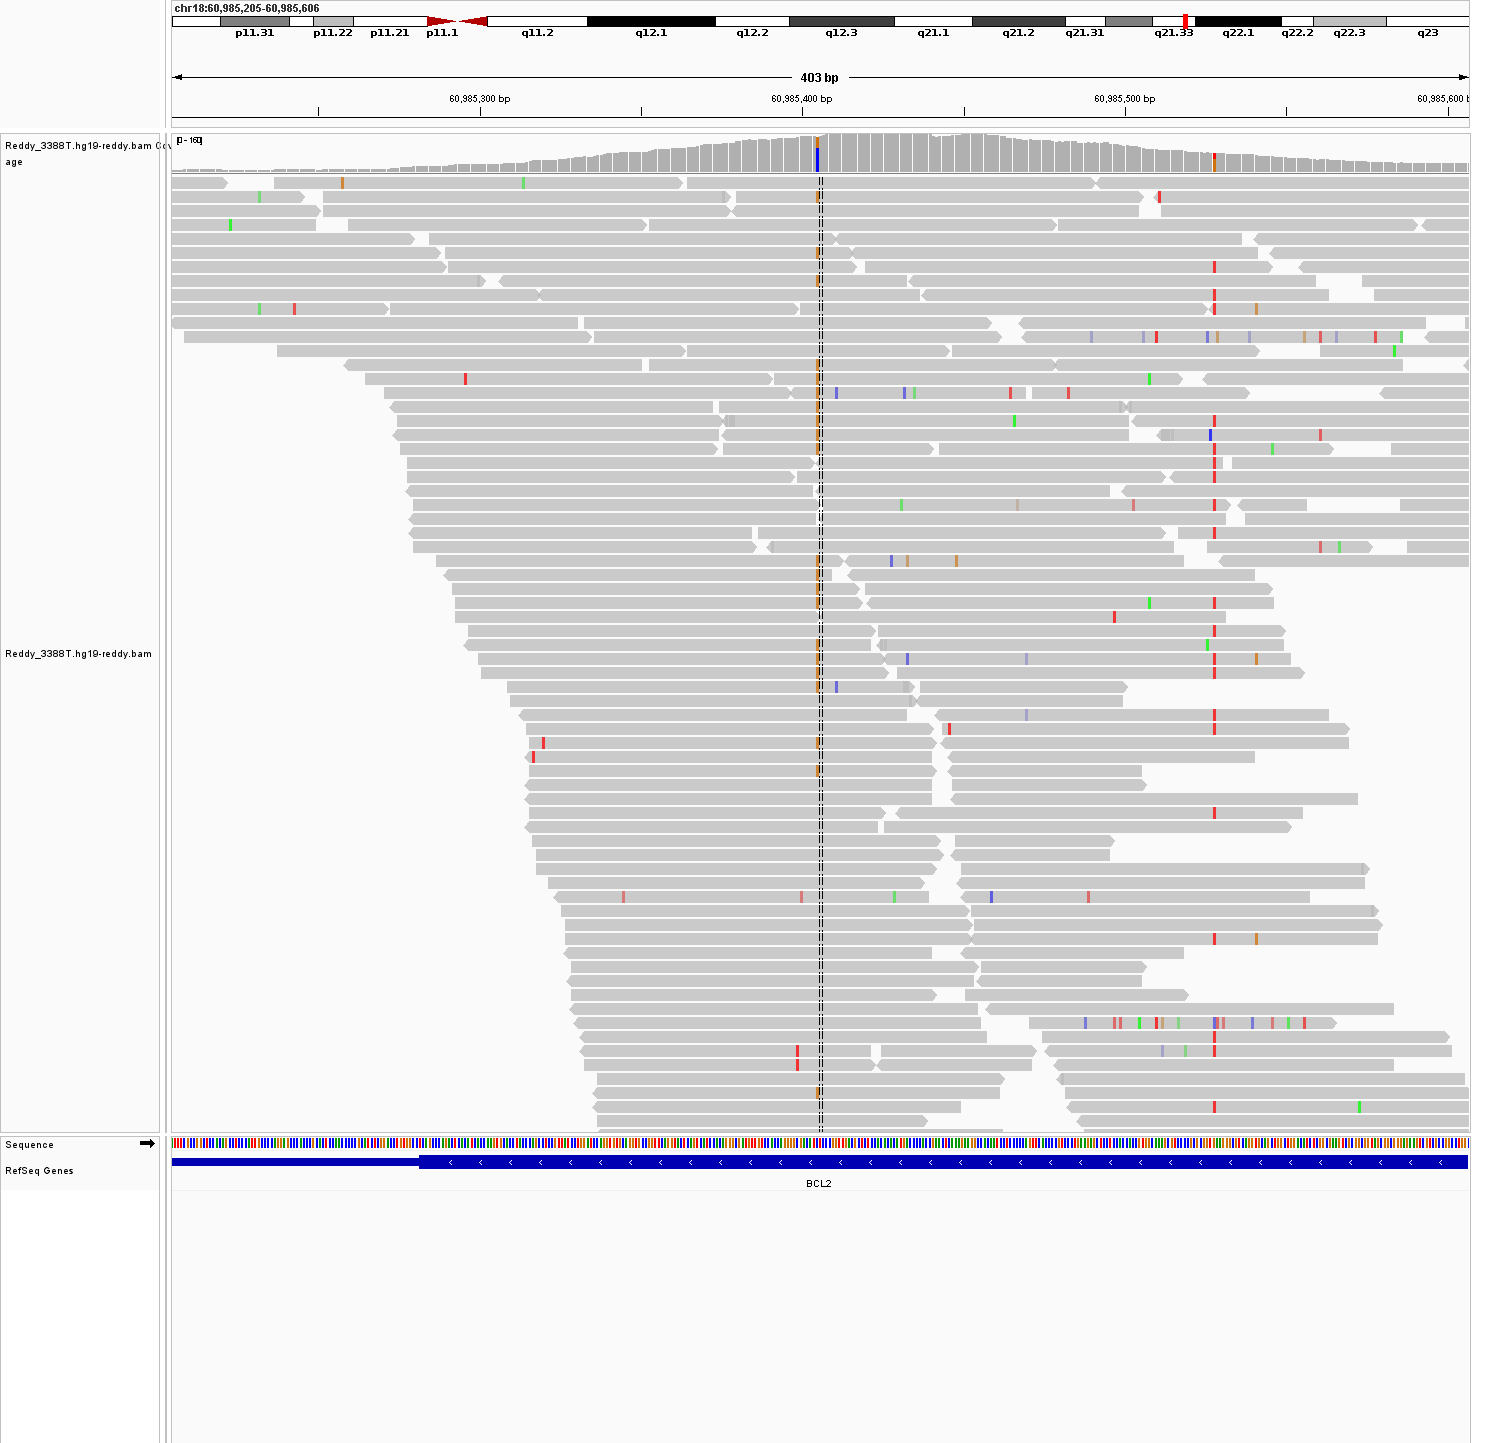 chr18:60,985,205-60,985,606
p11.31 p11.22 p11.21 p11.1 q11.2 q12.1 q12.2 q12.3 q21.1 q21.2 q21.31 q21.33 q22.1 q22.2 q22.3 q23
403 bp
60,985,300 bp 60,985,400 bp 60,985,500 bp 60,985,600 b
[0 - 160]
Reddy_3388T.hg19-reddy.bam Cov
age
Reddy_3388T.hg19-reddy.bam
Sequence
RefSeq Genes
BCL2